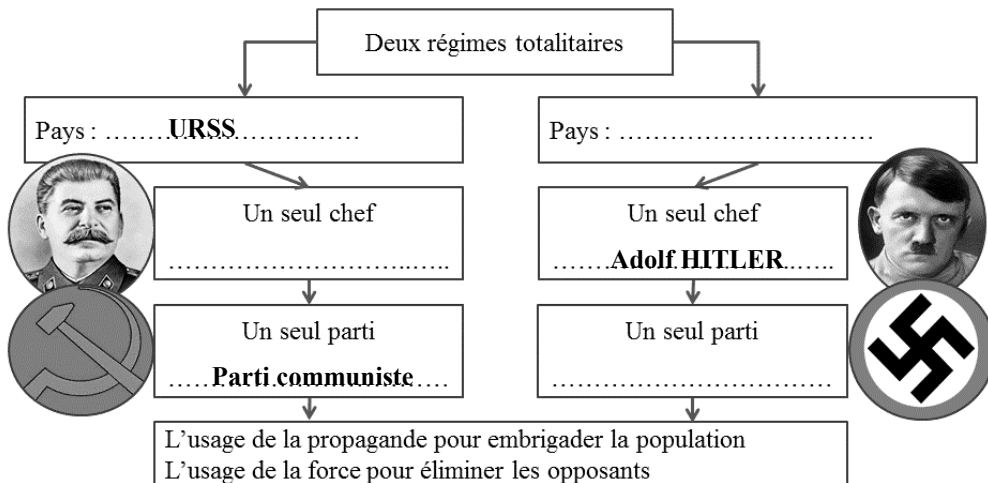 Deux régimes totalitaires
Pays : ……………URSS……………
Pays : …………………………
Un seul chef
………………………..…..
Un seul chef
……Adolf HITLER…..
Un seul parti
…Parti communiste….
Un seul parti
……………………………
L’usage de la propagande pour embrigader la population
L’usage de la force pour éliminer les opposants